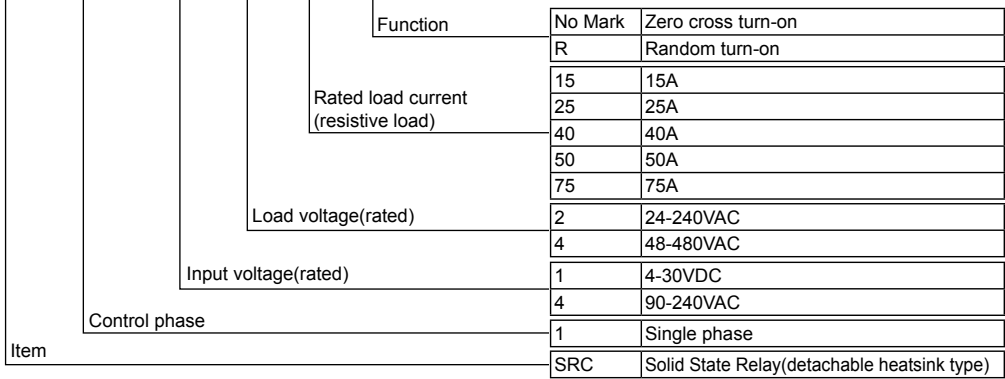 Function No Mark Zero cross turn-on
R Random turn-on
15 15A
Rated load current
(resistive load)
25 25A
40 40A
50 50A
75 75A
Load voltage(rated) 2 24-240VAC
4 48-480VAC
Input voltage(rated) 1 4-30VDC
4 90-240VAC
Control phase 1 Single phase
Item SRC Solid State Relay(detachable heatsink type)